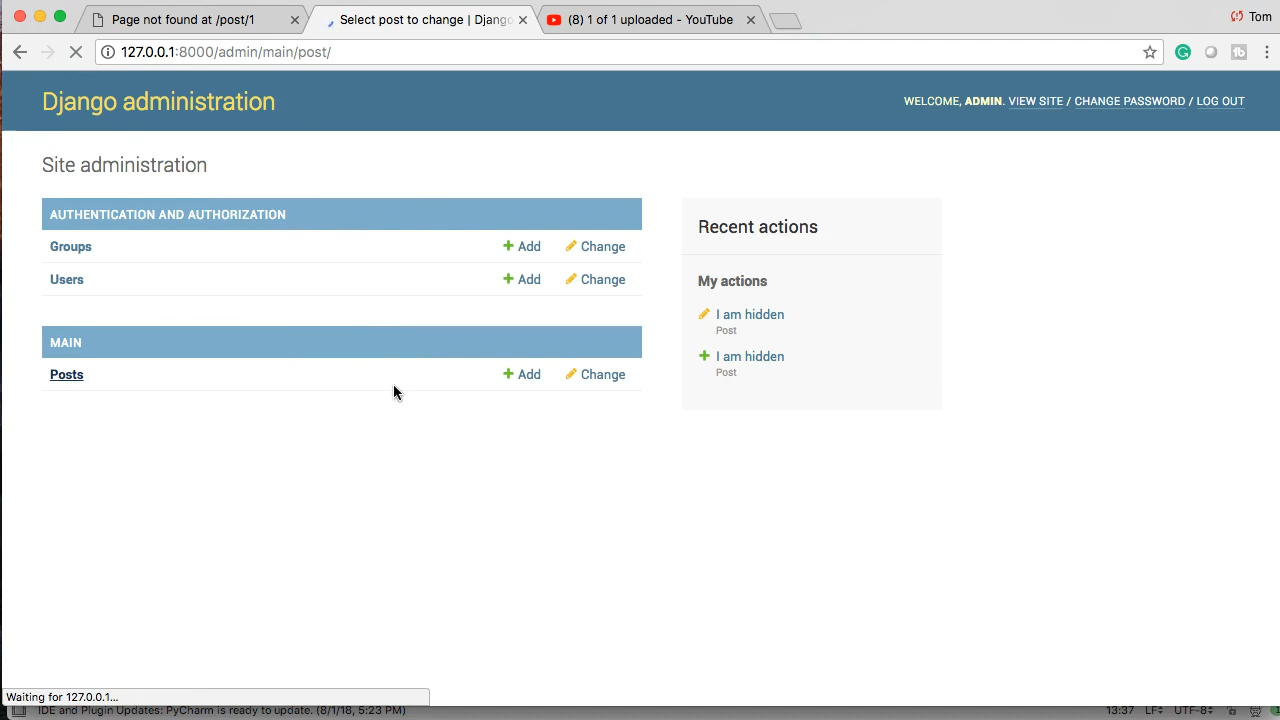 Page not found at /post/1
Select post to change | Django
(8) 1 of 1 uploaded - YouTube
Tom
127.0.0.1:8000/admin/main/post/
Django administration
WELCOME, ADMIN. VIEW SITE / CHANGE PASSWORD / LOG OUT
Site administration
AUTHENTICATION AND AUTHORIZATION
Groups
Add
Change
Users
Add
Change
MAIN
Posts
Add
Change
Recent actions
My actions
I am hidden
Post
I am hidden
Post
Waiting for 127.0.0.1...
IDE and Plugin Updates: PyCharm is ready to update. (8/1/18, 5:23 PM)
13:37 LF UTF-8